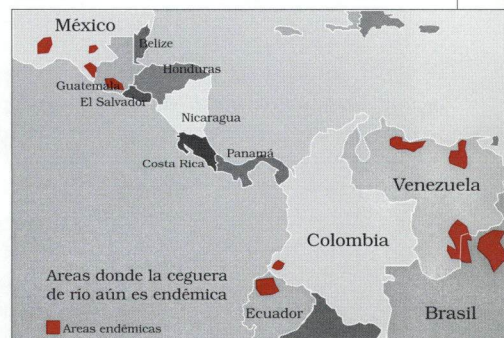 México
Belize
Honduras
Guatemala
El Salvador
Nicaragua
Costa Rica
Panamá
Venezuela
Colombia
Ecuador
Brasil
Areas donde la ceguera
de río aún es endémica
Areas endémicas